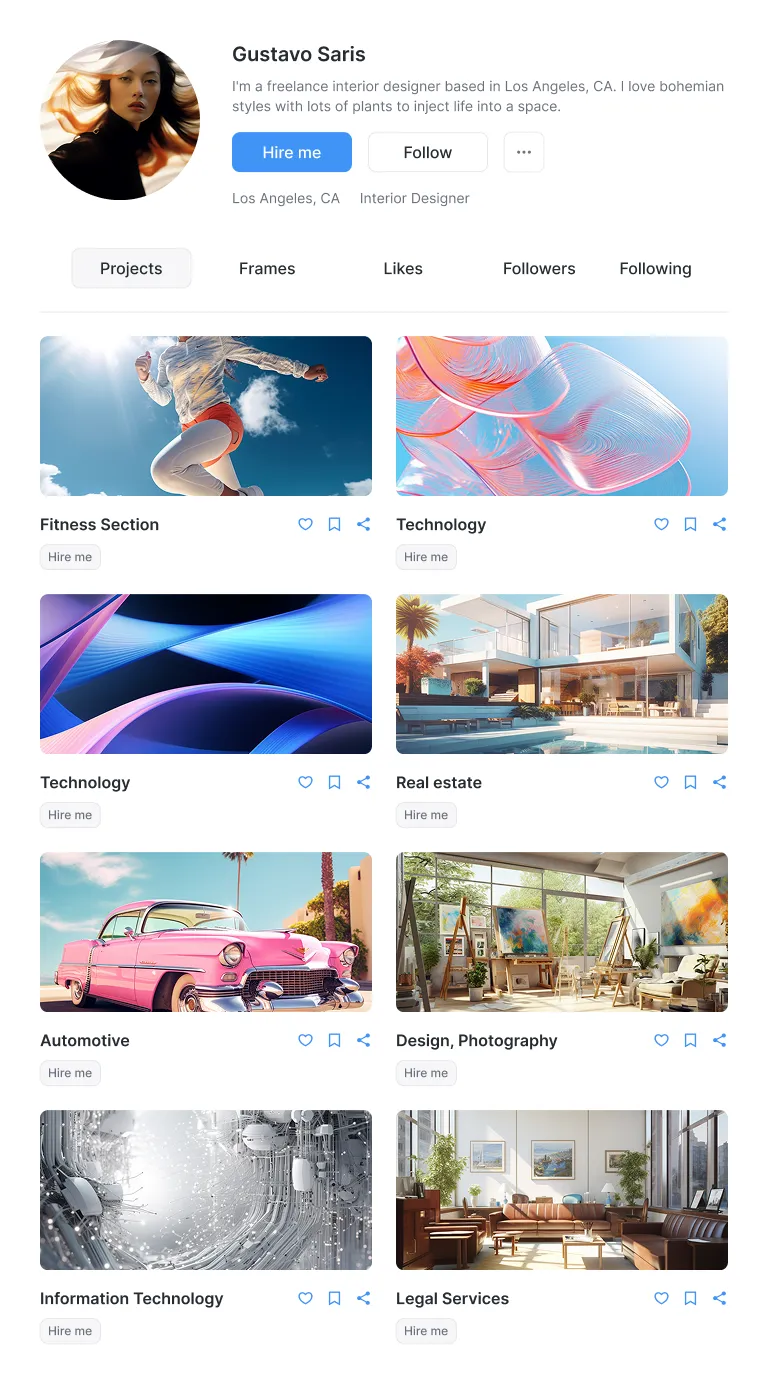 Gustavo Saris
I'm a freelance interior designer based in Los Angeles, CA. I love bohemian
styles with lots of plants to inject life into a space.
Hire me
Follow
Los Angeles, CA
Interior Designer
Projects
Frames
Likes
Followers
Following
Fitness Section
Hire me
Technology
Hire me
Technology
Hire me
Real estate
Hire me
Automotive
Hire me
Design, Photography
Hire me
Information Technology
Hire me
Legal Services
Hire me